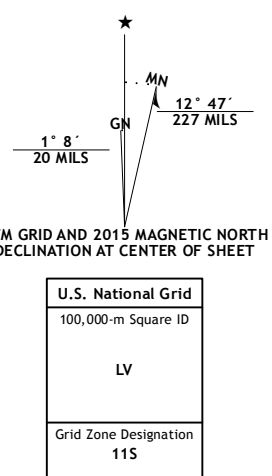 ★
MN
GN
12° 47´
227 MILS
1° 8´
20 MILS
TM GRID AND 2015 MAGNETIC NORTH
DECLINATION AT CENTER OF SHEET
U.S. National Grid
100,000-m Square ID
LV
Grid Zone Designation
11S